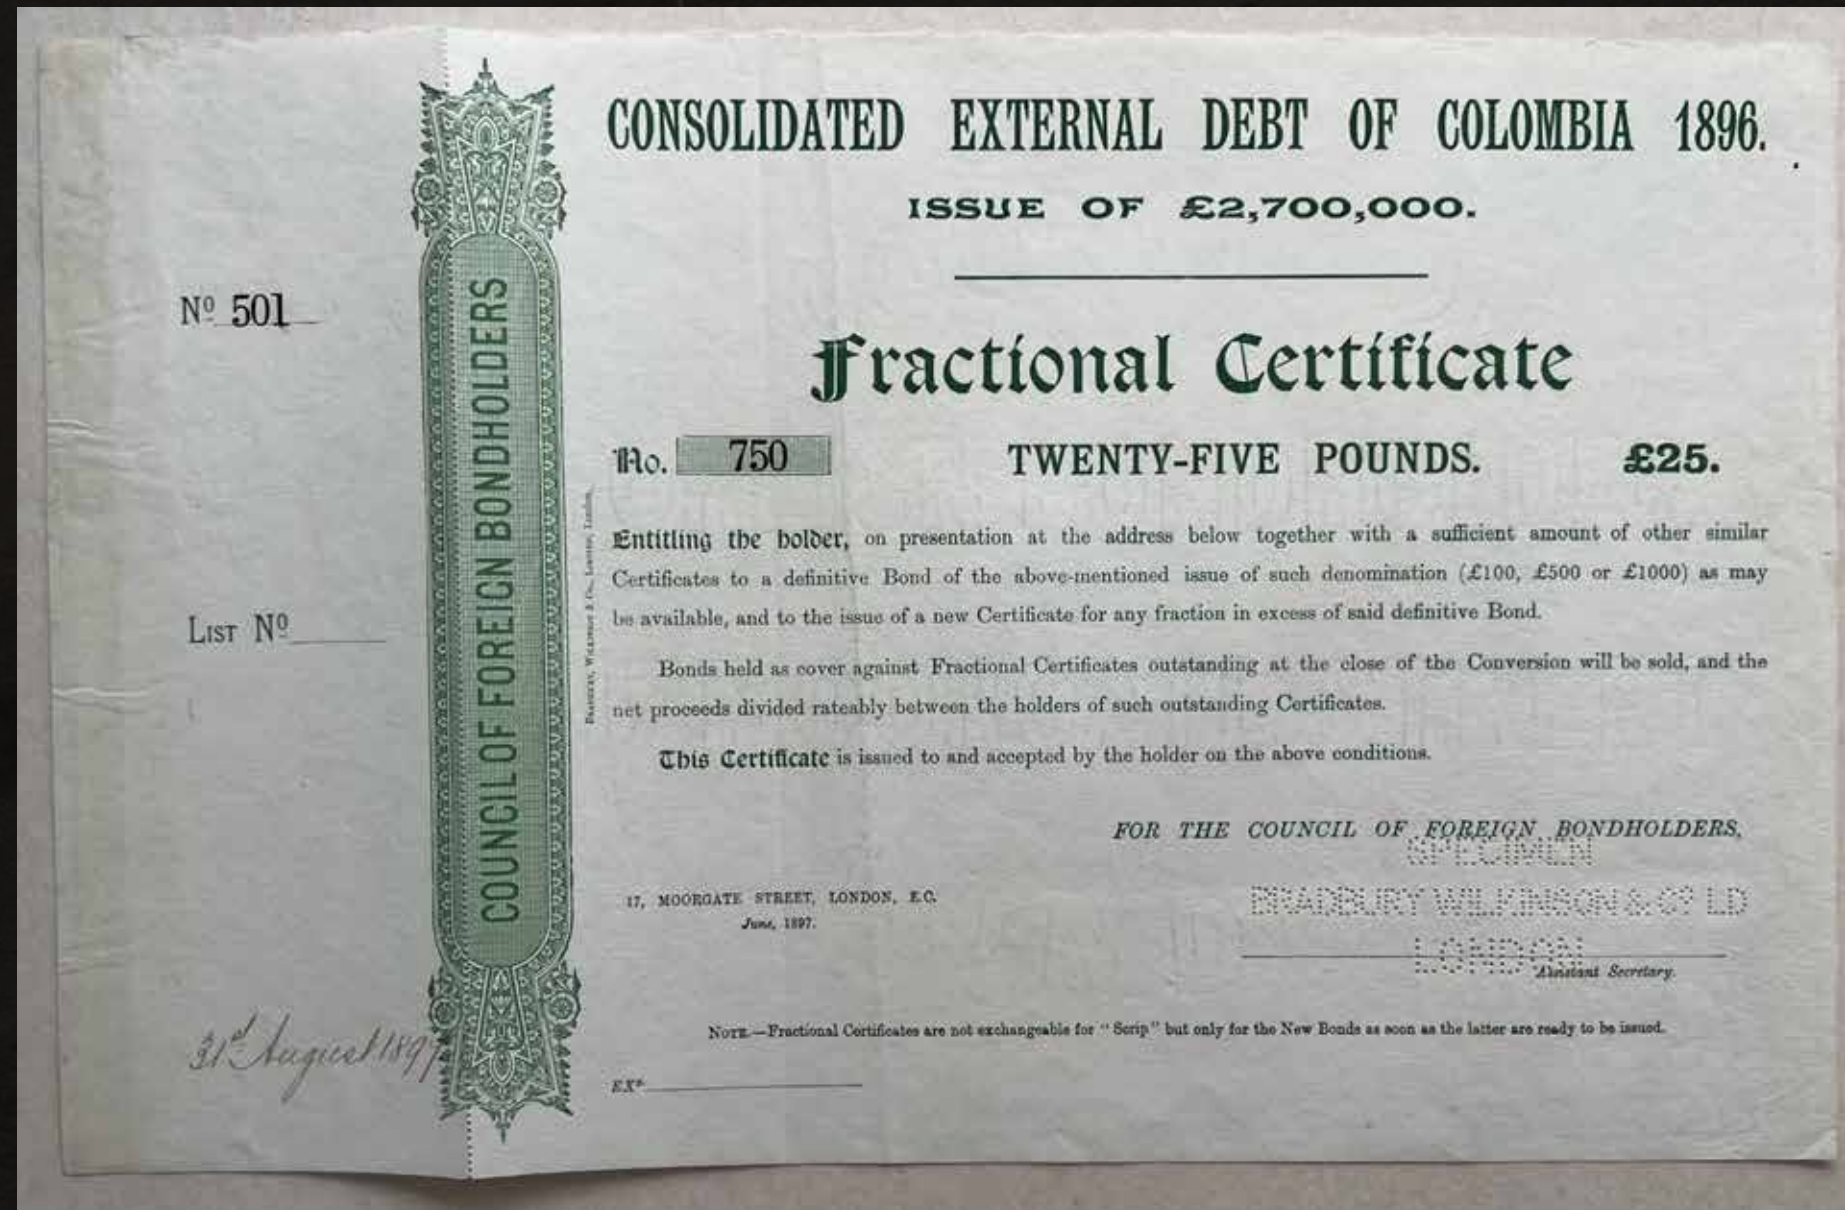 CONSOLIDATED EXTERNAL DEBT OF COLOMBIA 1896.
ISSUE OF £2,700,000.
Nº 501
COUNCIL OF FOREIGN BONDHOLDERS
Fractional Certificate
No. 750 TWENTY-FIVE POUNDS. £25.
Entitling the holder, on presentation at the address below together with a sufficient amount of other similar
Certificates to a definitive Bond of the above-mentioned issue of such denomination (£100, £500 or £1000) as may
be available, and to the issue of a new Certificate for any fraction in excess of said definitive Bond.
List Nº
Bonds held as cover against Fractional Certificates outstanding at the close of the Conversion will be sold, and the
net proceeds divided rateably between the holders of such outstanding Certificates.
This Certificate is issued to and accepted by the holder on the above conditions.
Bradbury, Wilkinson & Co., Limited, London.
FOR THE COUNCIL OF FOREIGN BONDHOLDERS,
SPECIMEN
BRADBURY WILKINSON & Cº LD
LONDON
17, MOORGATE STREET, LONDON, E.C.
June, 1897.
Assistant Secretary.
31st August 1897
Note.—Fractional Certificates are not exchangeable for "Scrip" but only for the New Bonds as soon as the latter are ready to be issued.
EXᴰ